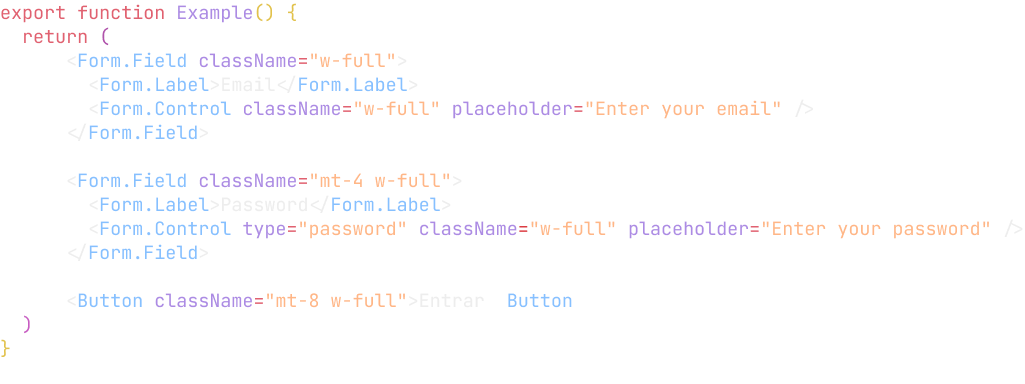 export function Example() {
  return (
      <Form.Field className="w-full">
        <Form.Label>Email</Form.Label>
        <Form.Control className="w-full" placeholder="Enter your email" />
      </Form.Field>

      <Form.Field className="mt-4 w-full">
        <Form.Label>Password</Form.Label>
        <Form.Control type="password" className="w-full" placeholder="Enter your password" />
      </Form.Field>

      <Button className="mt-8 w-full">Entrar  Button
  )
}